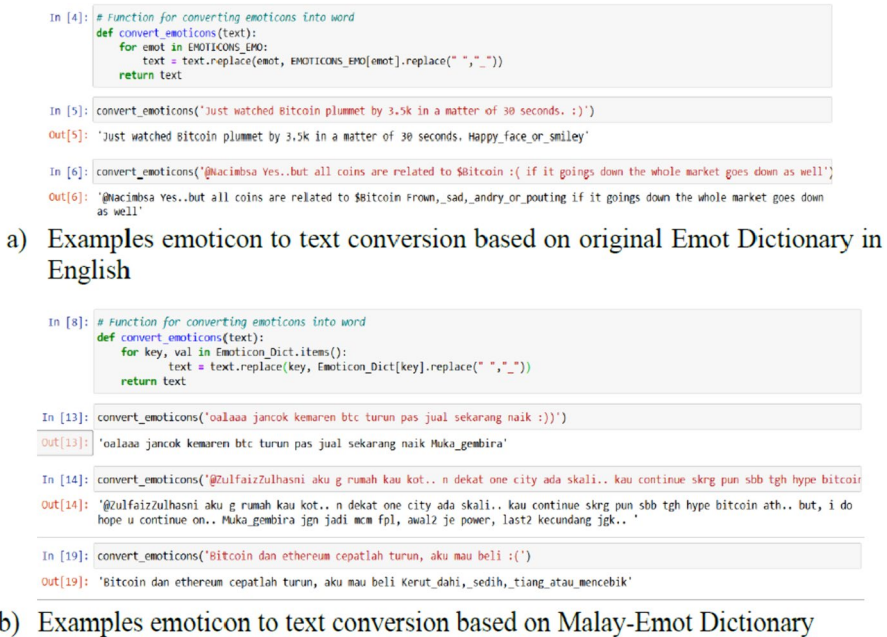 In [4]: # Function for converting emoticons into word
def convert_emoticons(text):
for emot in EMOTICONS_EMO:
text = text.replace(emot, EMOTICONS_EMO[emot].replace(" ","_"))
return text
In [5]: convert_emoticons('Just watched Bitcoin plummet by 3.5k in a matter of 30 seconds. :)')
Out[5]: 'Just watched Bitcoin plummet by 3.5k in a matter of 30 seconds. Happy_face_or_smiley'
In [6]: convert_emoticons('@Nacimbsa Yes..but all coins are related to $Bitcoin :( if it goings down the whole market goes down as well')
Out[6]: '@Nacimbsa Yes..but all coins are related to $Bitcoin Frown,_sad,_andry_or_pouting if it goings down the whole market goes down
as well'
a) Examples emoticon to text conversion based on original Emot Dictionary in
English
In [8]: # Function for converting emoticons into word
def convert_emoticons(text):
for key, val in Emoticon_Dict.items():
text = text.replace(key, Emoticon_Dict[key].replace(" ","_"))
return text
In [13]: convert_emoticons('oalaaa jancok kemaren btc turun pas jual sekarang naik :))')
Out[13]: 'oalaaa jancok kemaren btc turun pas jual sekarang naik Muka_gembira'
In [14]: convert_emoticons('@ZulfaizZulhasni aku g rumah kau kot.. n dekat one city ada skali.. kau continue skrg pun sbb tgh hype bitcoin
Out[14]: '@ZulfaizZulhasni aku g rumah kau kot.. n dekat one city ada skali.. kau continue skrg pun sbb tgh hype bitcoin ath.. but, i do
hope u continue on.. Muka_gembira jgn jadi mcm fpl, awal2 je power, last2 kecundang jgk.. '
In [19]: convert_emoticons('Bitcoin dan ethereum cepatlah turun, aku mau beli :(')
Out[19]: 'Bitcoin dan ethereum cepatlah turun, aku mau beli Kerut_dahi,_sedih,_tiang_atau_mencebik'
b) Examples emoticon to text conversion based on Malay-Emot Dictionary